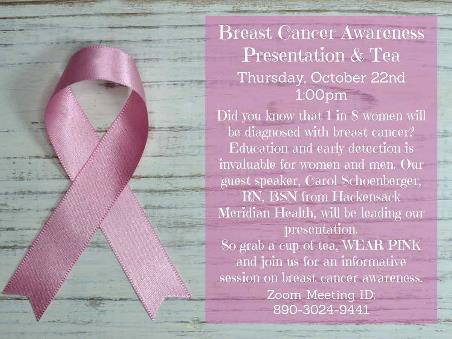 Breast Cancer Awareness
Presentation & Tea
Thursday, October 22nd
1:00pm
Did you know that 1 in 8 women will
be diagnosed with breast cancer?
Education and early detection is
invaluable for women and men. Our
guest speaker, Carol Schoenberger,
RN, BSN from Hackensack
Meridian Health, will be leading our
presentation.
So grab a cup of tea, WEAR PINK
and join us for an informative
session on breast cancer awareness.
Zoom Meeting ID:
890-3024-9441